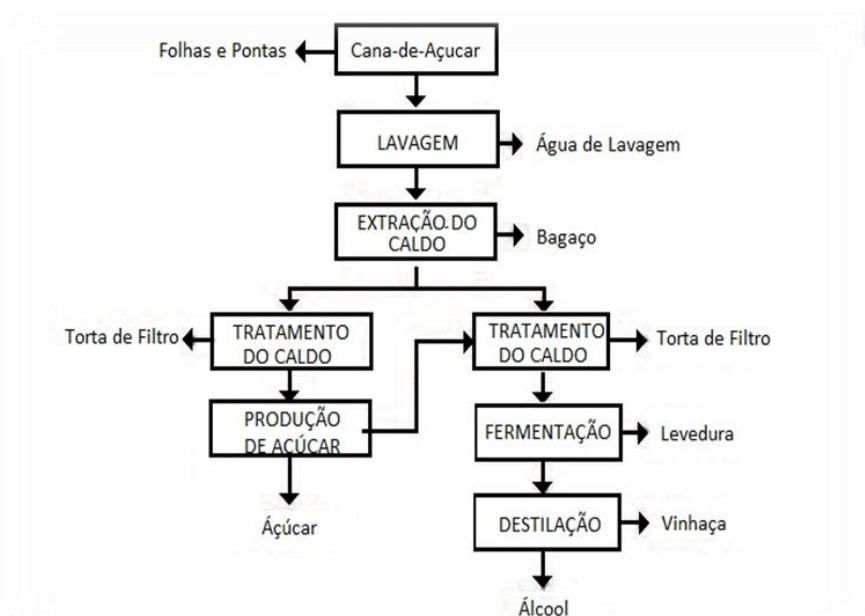 Folhas e Pontas
Cana-de-Açucar
LAVAGEM
Água de Lavagem
EXTRAÇÃO DO
CALDO
Bagaço
Torta de Filtro
TRATAMENTO
DO CALDO
TRATAMENTO
DO CALDO
Torta de Filtro
PRODUÇÃO
DE AÇÚCAR
FERMENTAÇÃO
Levedura
Áçúcar
DESTILAÇÃO
Vinhaça
Álcool